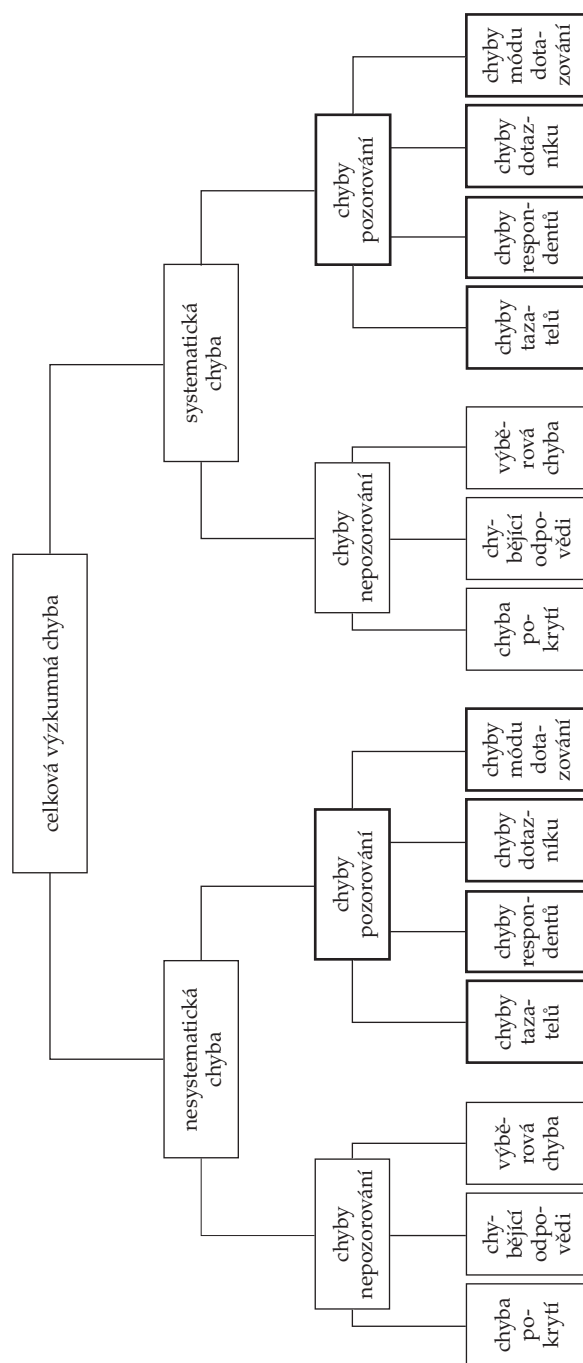 celková výzkumná chyba
nesystematická
chyba
systematická
chyba
chyby
nepozorování
chyby
pozorování
chyby
nepozorování
chyby
pozorování
chyba
po-
krytí
chy-
bějící
odpo-
vědi
výbě-
rová
chyba
chyby
taza-
telů
chyby
respon-
dentů
chyby
dotaz-
níku
chyby
módu
dota-
zování
chyba
po-
krytí
chy-
bějící
odpo-
vědi
výbě-
rová
chyba
chyby
taza-
telů
chyby
respon-
dentů
chyby
dotaz-
níku
chyby
módu
dota-
zování